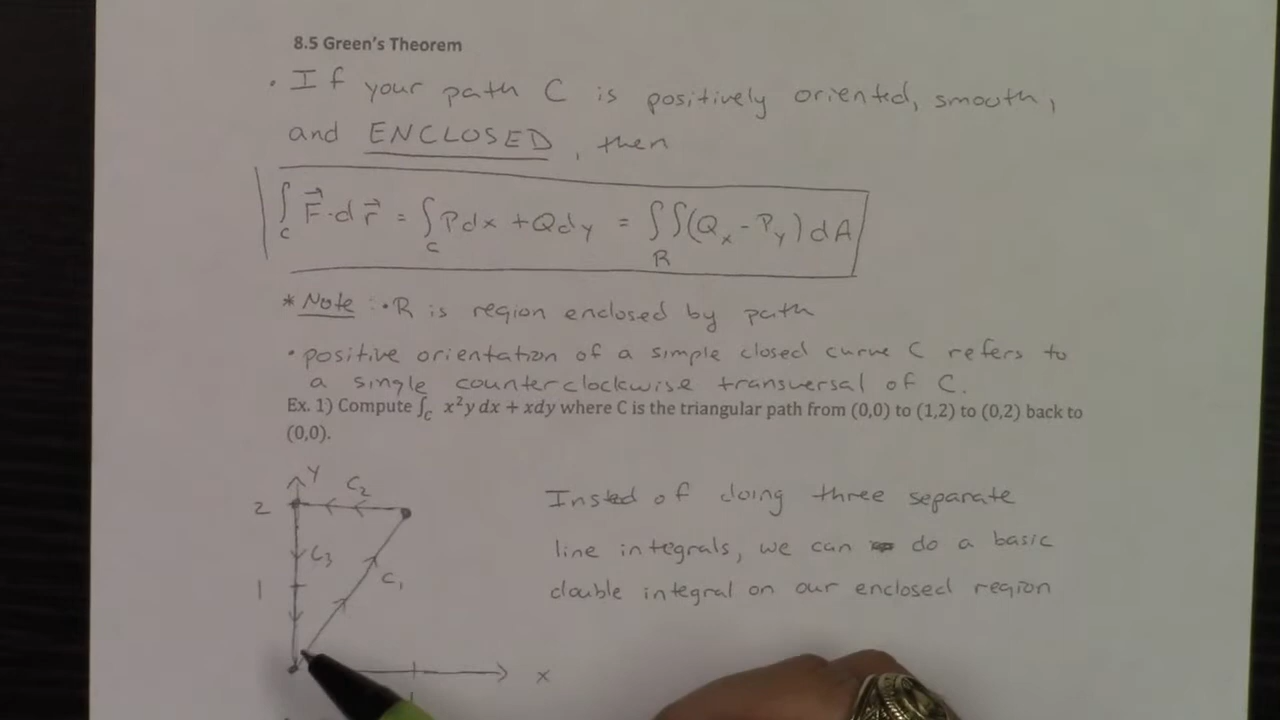 8.5 Green's Theorem
• If your path C is positively oriented, smooth,
and ENCLOSED, then
∫_C F⃗·dr⃗ = ∫_C Pdx + Qdy = ∫∫_R (Q_x - P_y) dA
* Note: • R is region enclosed by path
• positive orientation of a simple closed curve C refers to
a single counterclockwise transversal of C.
Ex. 1) Compute ∫_C x²y dx + xdy where C is the triangular path from (0,0) to (1,2) to (0,2) back to
(0,0).
y
C₂
2
C₃
C₁
1
x
Insted of doing three separate
line integrals, we can do a basic
double integral on our enclosed region